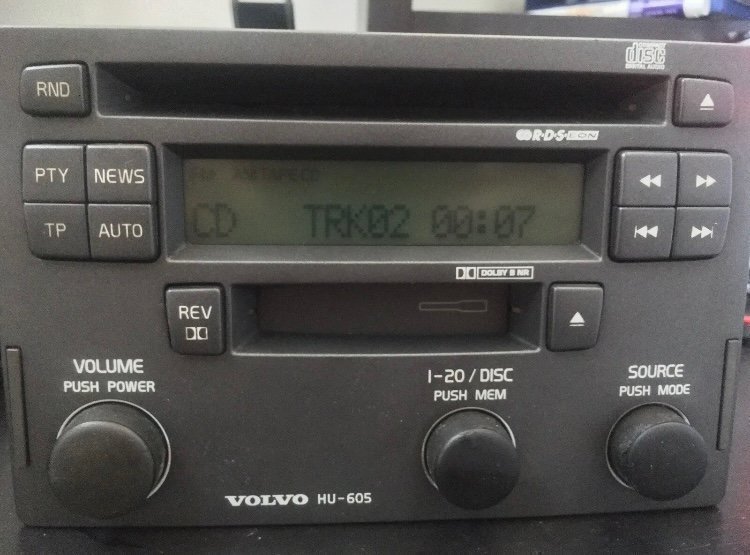 COMPACT
disc
DIGITAL AUDIO
RND
R·D·S EON
PTY NEWS
TP AUTO
CD TRK02 00:07
DOLBY B NR
REV
VOLUME
PUSH POWER
1-20 / DISC
PUSH MEM
SOURCE
PUSH MODE
VOLVO HU-605